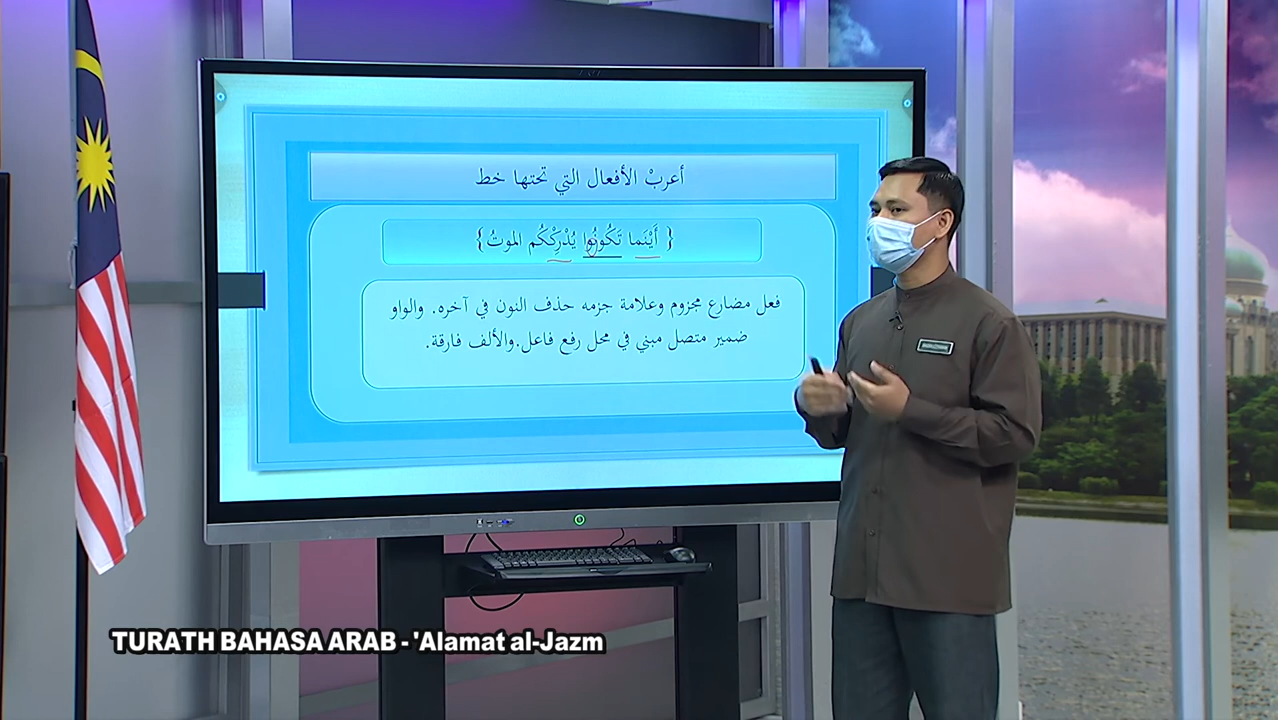 أعربْ الأفعال التي تحتها خط
{ أَيْنَما تَكُونُوا يُدْرِكْكُم الموتُ}
فعل مضارع مجزوم وعلامة جزمه حذف النون في آخره. والواو
ضمير متصل مبني في محل رفع فاعل.والألف فارقة.
TURATH BAHASA ARAB - 'Alamat al-Jazm